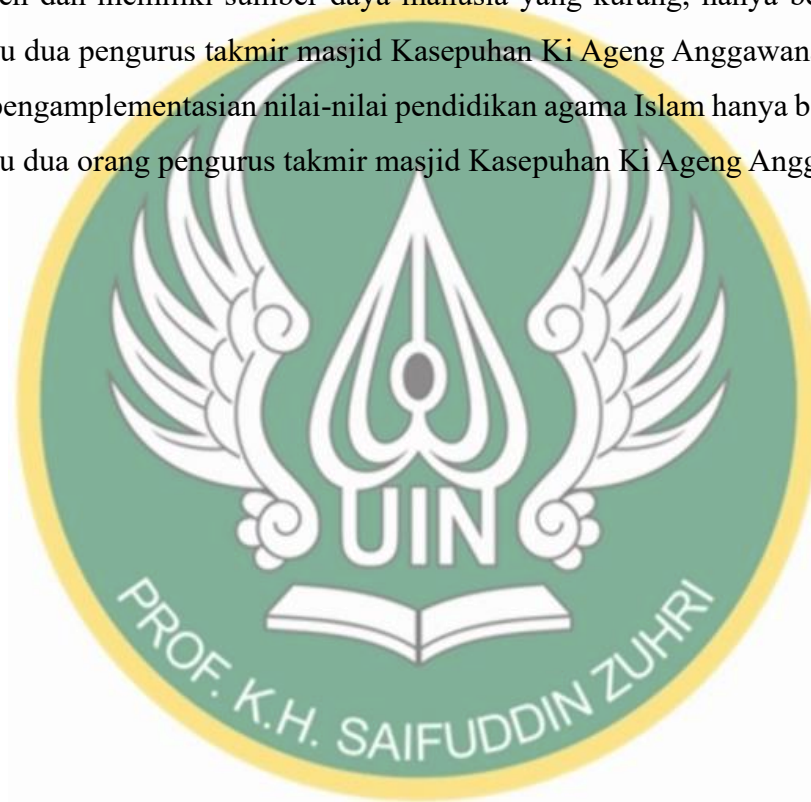 dan memiliki sumber daya manusia yang kurang, hanya
dua pengurus takmir masjid Kasepuhan Ki Ageng Anggawan
pengamplementasian nilai-nilai pendidikan agama Islam hanya
dua orang pengurus takmir masjid Kasepuhan Ki Ageng
UIN
PROF. K.H. SAIFUDDIN ZUHRI